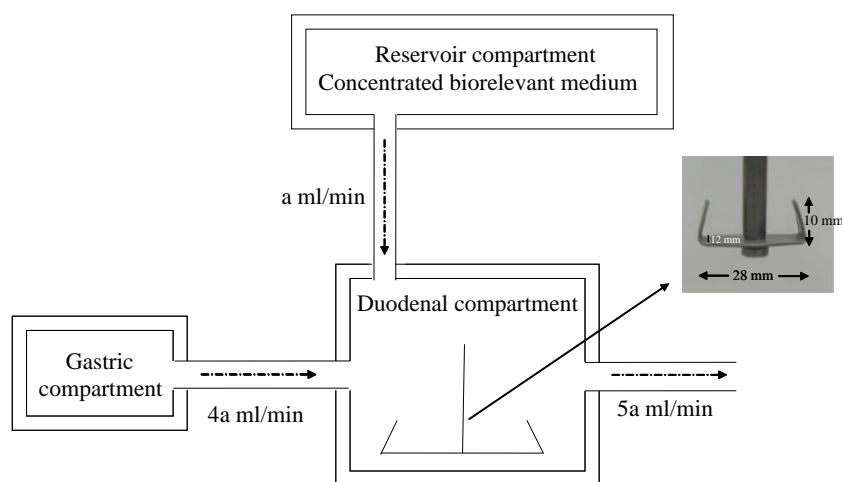 Reservoir compartment
Concentrated biorelevant medium
a ml/min
10 mm
12 mm
28 mm
Duodenal compartment
Gastric
compartment
4a ml/min
5a ml/min